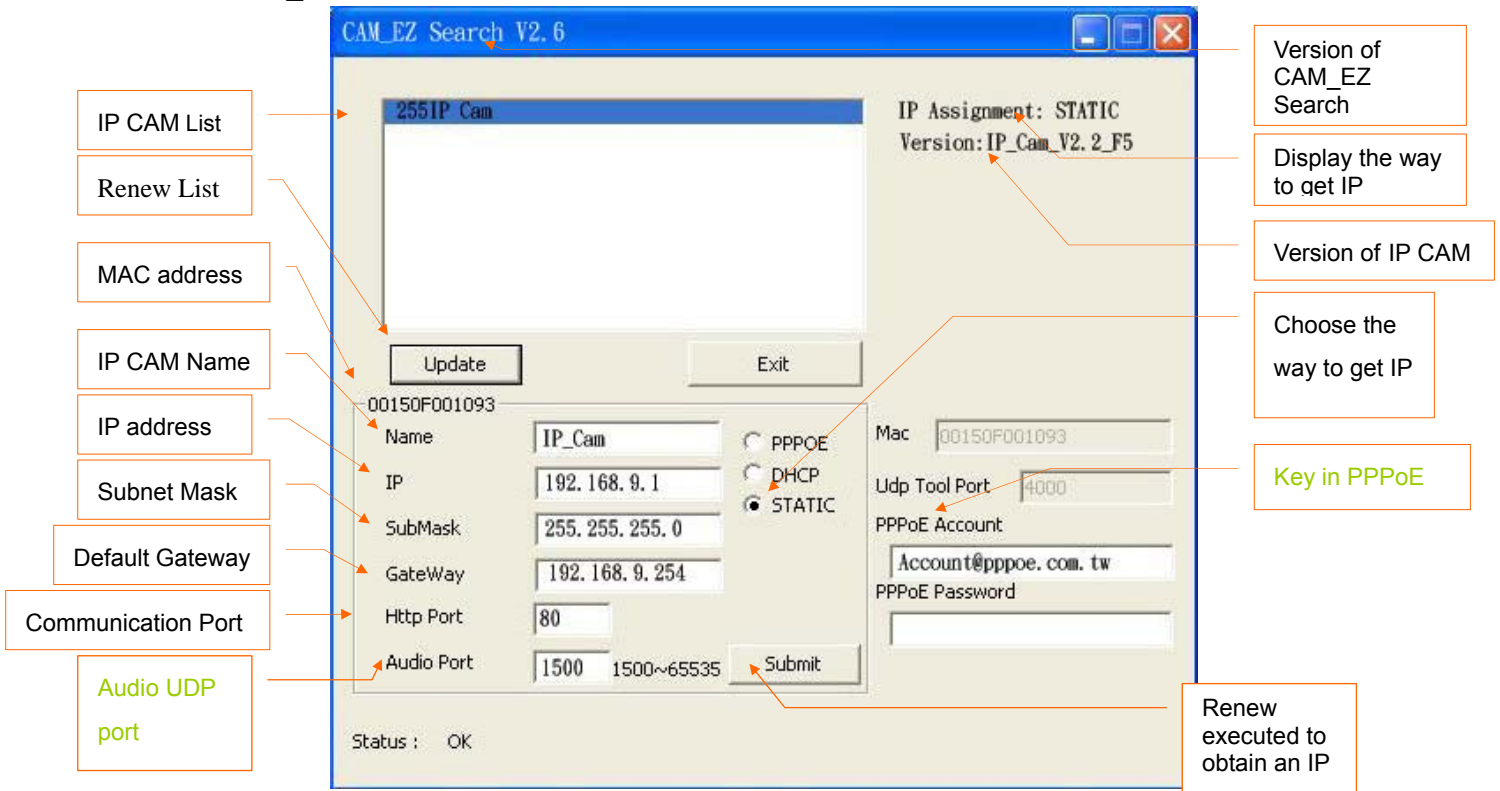 CAM_EZ Search V2.6
IP CAM List
Renew List
MAC address
IP CAM Name
IP address
Subnet Mask
Default Gateway
Communication Port
Audio UDP
port
255IP Cam
IP Assignment: STATIC
Version:IP_Cam_V2.2_F5
Update
Exit
00150F001093
Name
IP_Cam
IP
192.168.9.1
SubMask
255.255.255.0
GateWay
192.168.9.254
Http Port
80
Audio Port
1500
1500~65535
PPPOE
DHCP
STATIC
Submit
Mac
00150F001093
Udp Tool Port
4000
PPPoE Account
Account@pppoe.com.tw
PPPoE Password
Status : OK
Version of
CAM_EZ
Search
Display the way
to get IP
Version of IP CAM
Choose the
way to get IP
Key in PPPoE
Renew
executed to
obtain an IP